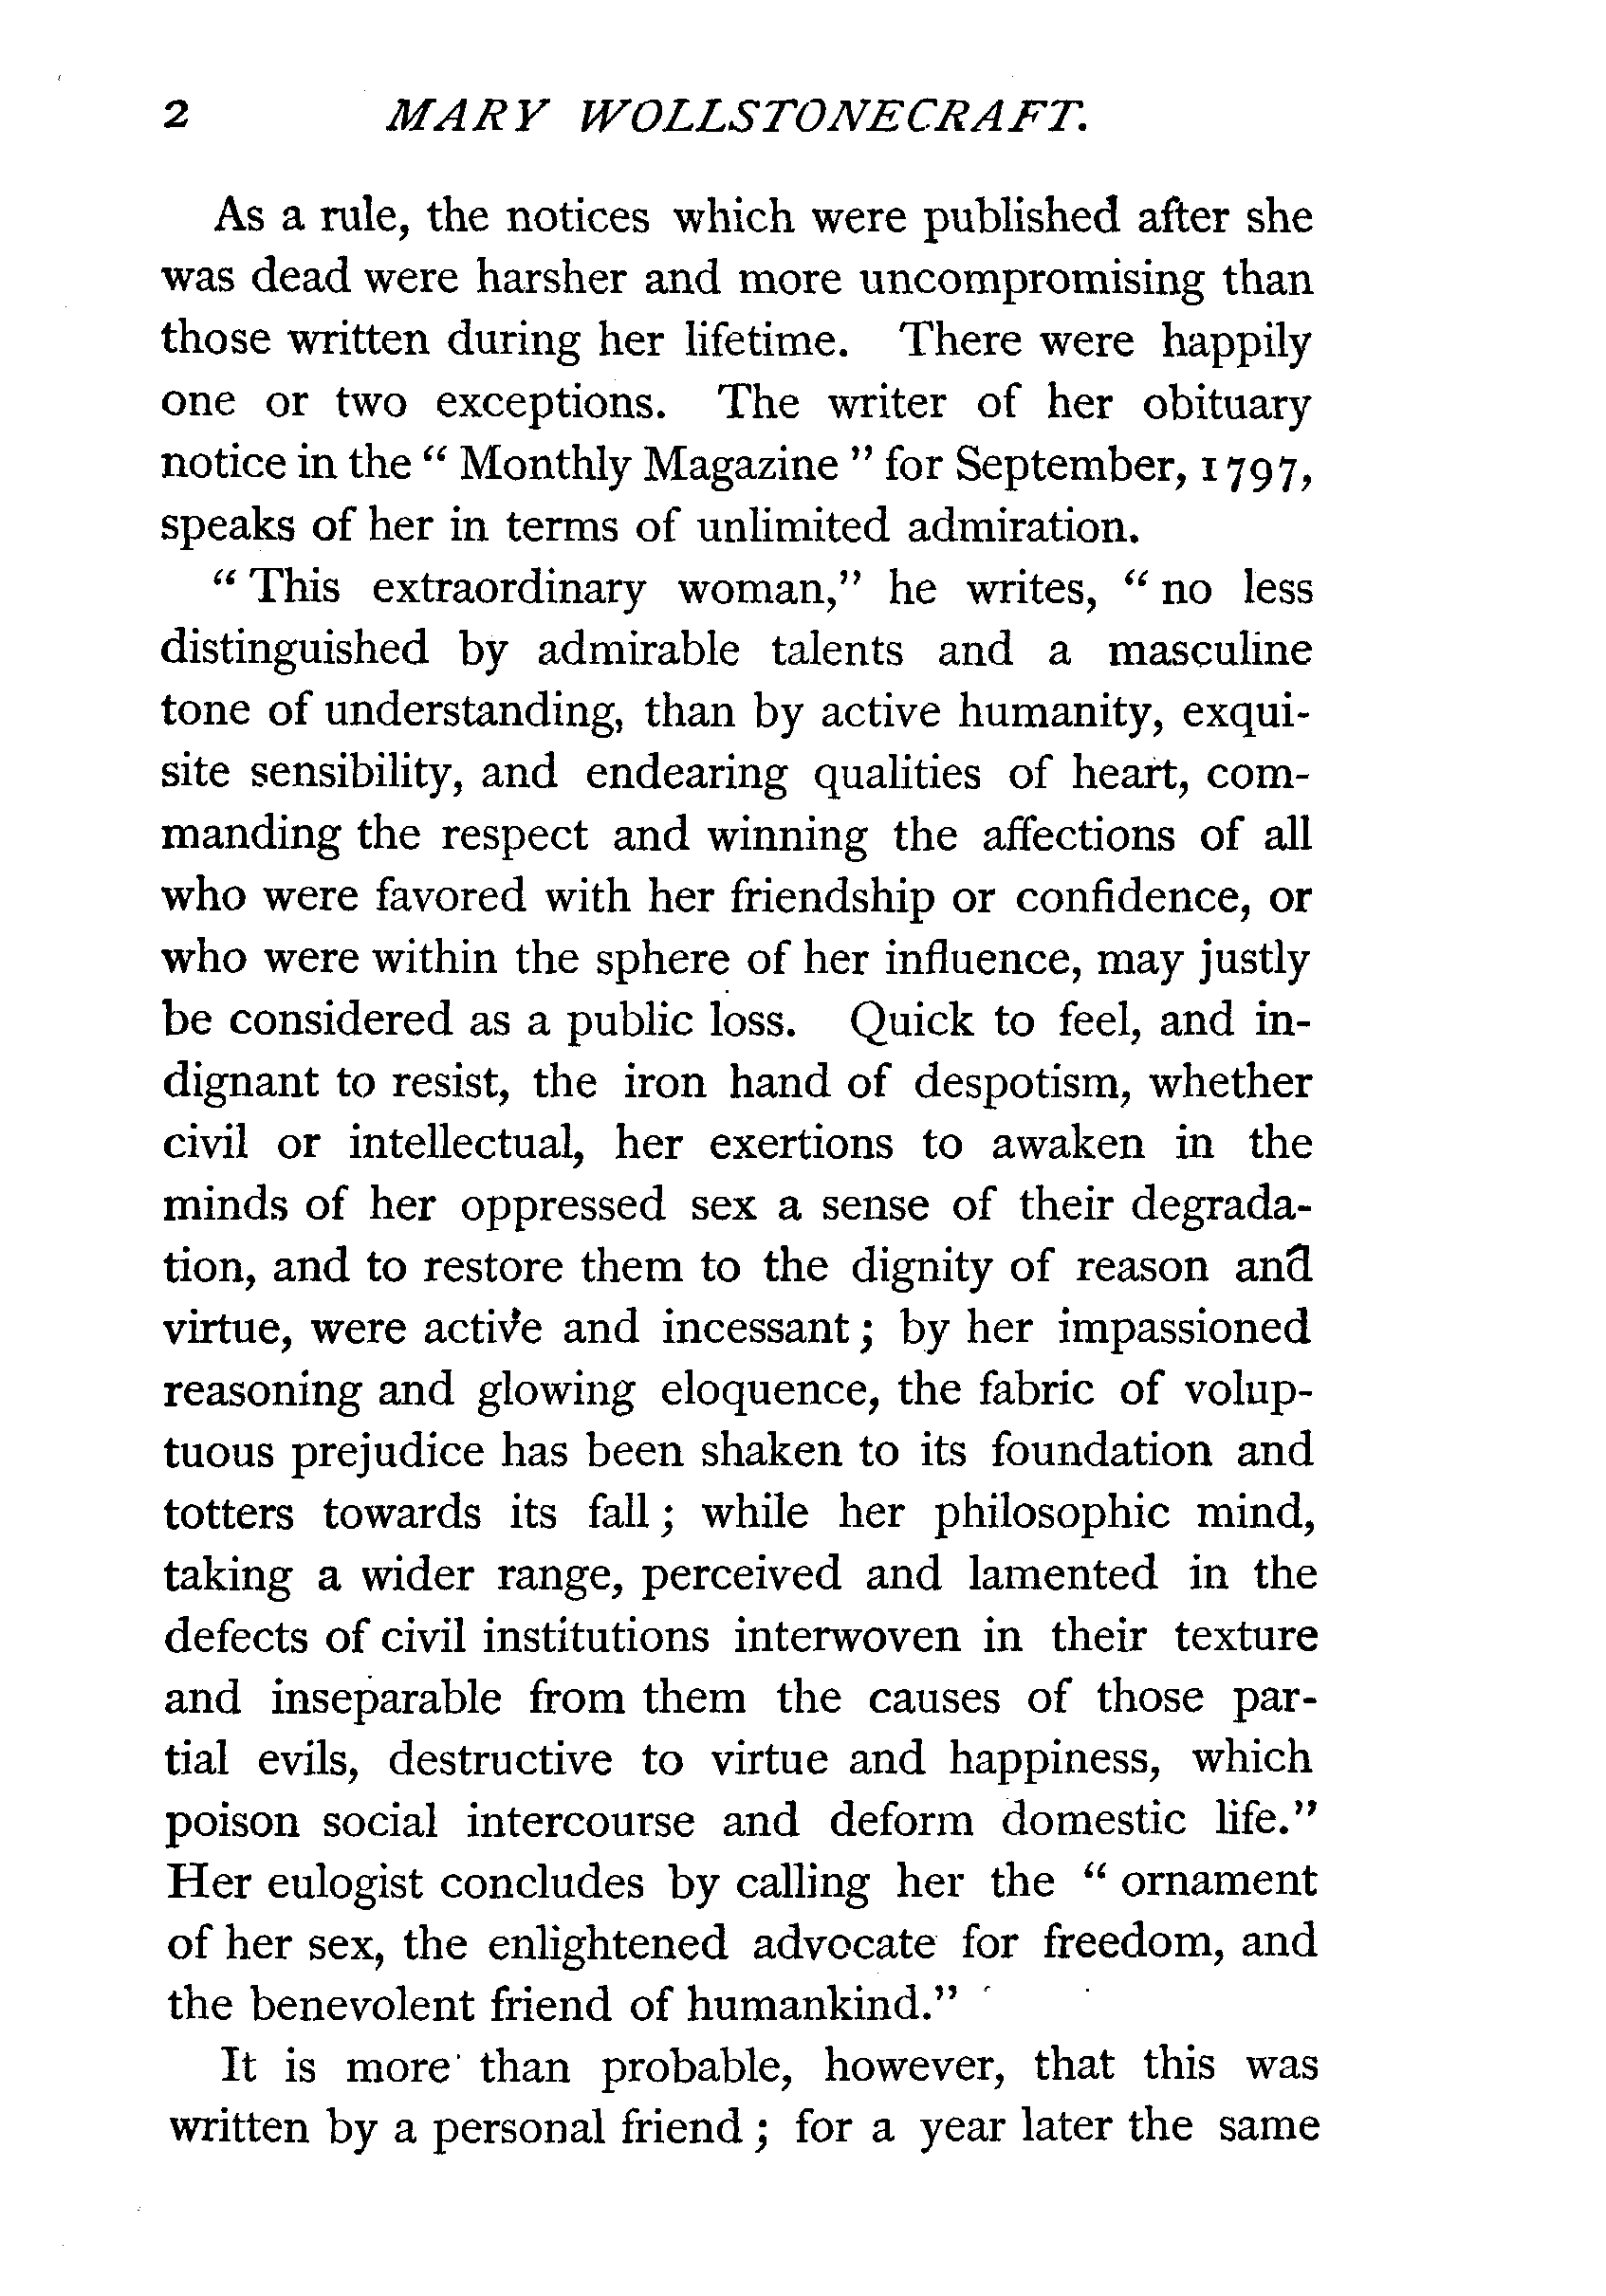 2 MARY WOLLSTONECRAFT.
As a rule, the notices which were published after she
was dead were harsher and more uncompromising than
those written during her lifetime. There were happily
one or two exceptions. The writer of her obituary
notice in the “ Monthly Magazine ” for September, 1797,
speaks of her in terms of unlimited admiration.
“ This extraordinary woman,” he writes, “ no less
distinguished by admirable talents and a masculine
tone of understanding, than by active humanity, exqui-
site sensibility, and endearing qualities of heart, com-
manding the respect and winning the affections of all
who were favored with her friendship or confidence, or
who were within the sphere of her influence, may justly
be considered as a public loss. Quick to feel, and in-
dignant to resist, the iron hand of despotism, whether
civil or intellectual, her exertions to awaken in the
minds of her oppressed sex a sense of their degrada-
tion, and to restore them to the dignity of reason and
virtue, were active and incessant ; by her impassioned
reasoning and glowing eloquence, the fabric of volup-
tuous prejudice has been shaken to its foundation and
totters towards its fall ; while her philosophic mind,
taking a wider range, perceived and lamented in the
defects of civil institutions interwoven in their texture
and inseparable from them the causes of those par-
tial evils, destructive to virtue and happiness, which
poison social intercourse and deform domestic life.”
Her eulogist concludes by calling her the “ ornament
of her sex, the enlightened advocate for freedom, and
the benevolent friend of humankind.”
It is more than probable, however, that this was
written by a personal friend ; for a year later the same